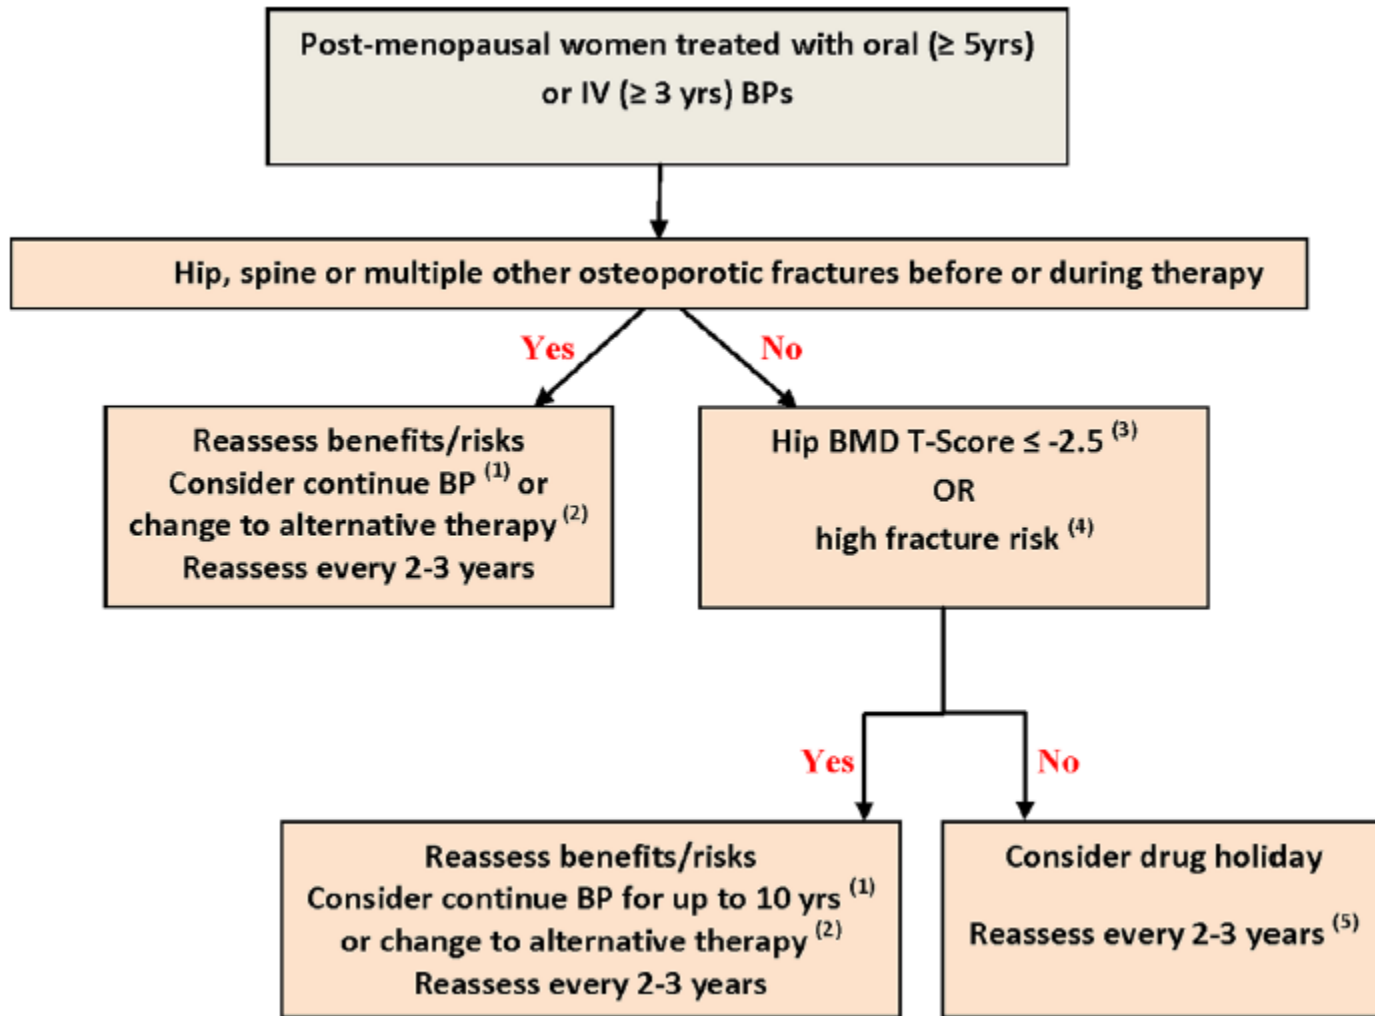 Post-menopausal women treated with oral (≥ 5yrs)
or IV (≥ 3 yrs) BPs
Hip, spine or multiple other osteoporotic fractures before or during therapy
Yes
No
Reassess benefits/risks
Consider continue BP (1) or
change to alternative therapy (2)
Reassess every 2-3 years
Hip BMD T-Score ≤ -2.5 (3)
OR
high fracture risk (4)
Yes
No
Reassess benefits/risks
Consider continue BP for up to 10 yrs (1)
or change to alternative therapy (2)
Reassess every 2-3 years
Consider drug holiday
Reassess every 2-3 years (5)